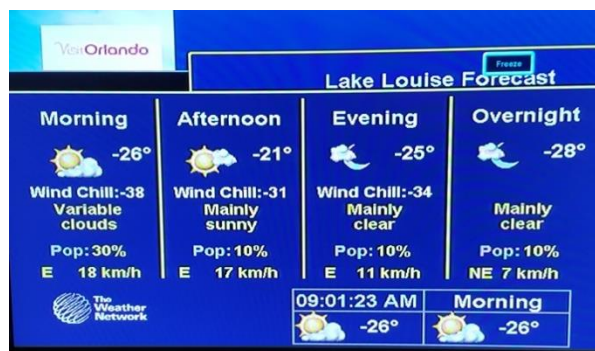 VisitOrlando
Freeze
Lake Louise Forecast
Morning
-26°
Wind Chill:-38
Variable
clouds
Pop: 30%
E 18 km/h
Afternoon
-21°
Wind Chill:-31
Mainly
sunny
Pop: 10%
E 17 km/h
Evening
-25°
Wind Chill:-34
Mainly
clear
Pop: 10%
E 11 km/h
Overnight
-28°
Mainly
clear
Pop: 10%
NE 7 km/h
The
Weather
Network
09:01:23 AM
-26°
Morning
-26°